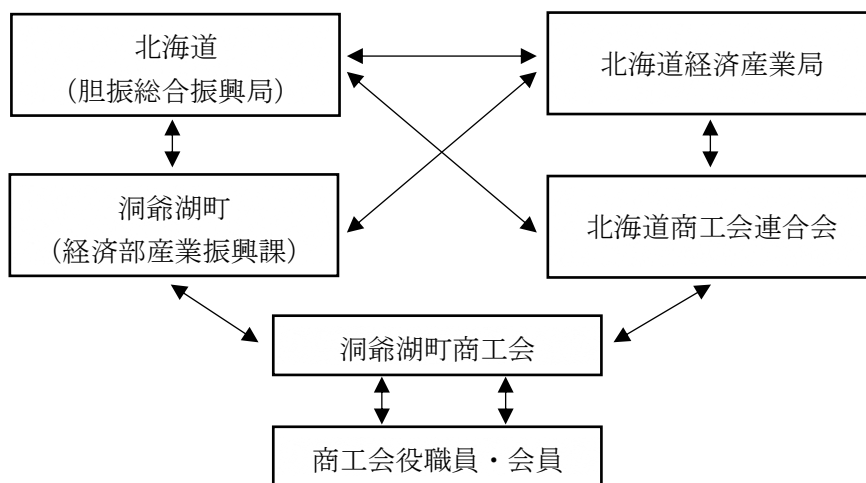 北海道
（胆振総合振興局）
北海道経済産業局
洞爺湖町
（経済部産業振興課）
北海道商工会連合会
洞爺湖町商工会
商工会役職員・会員